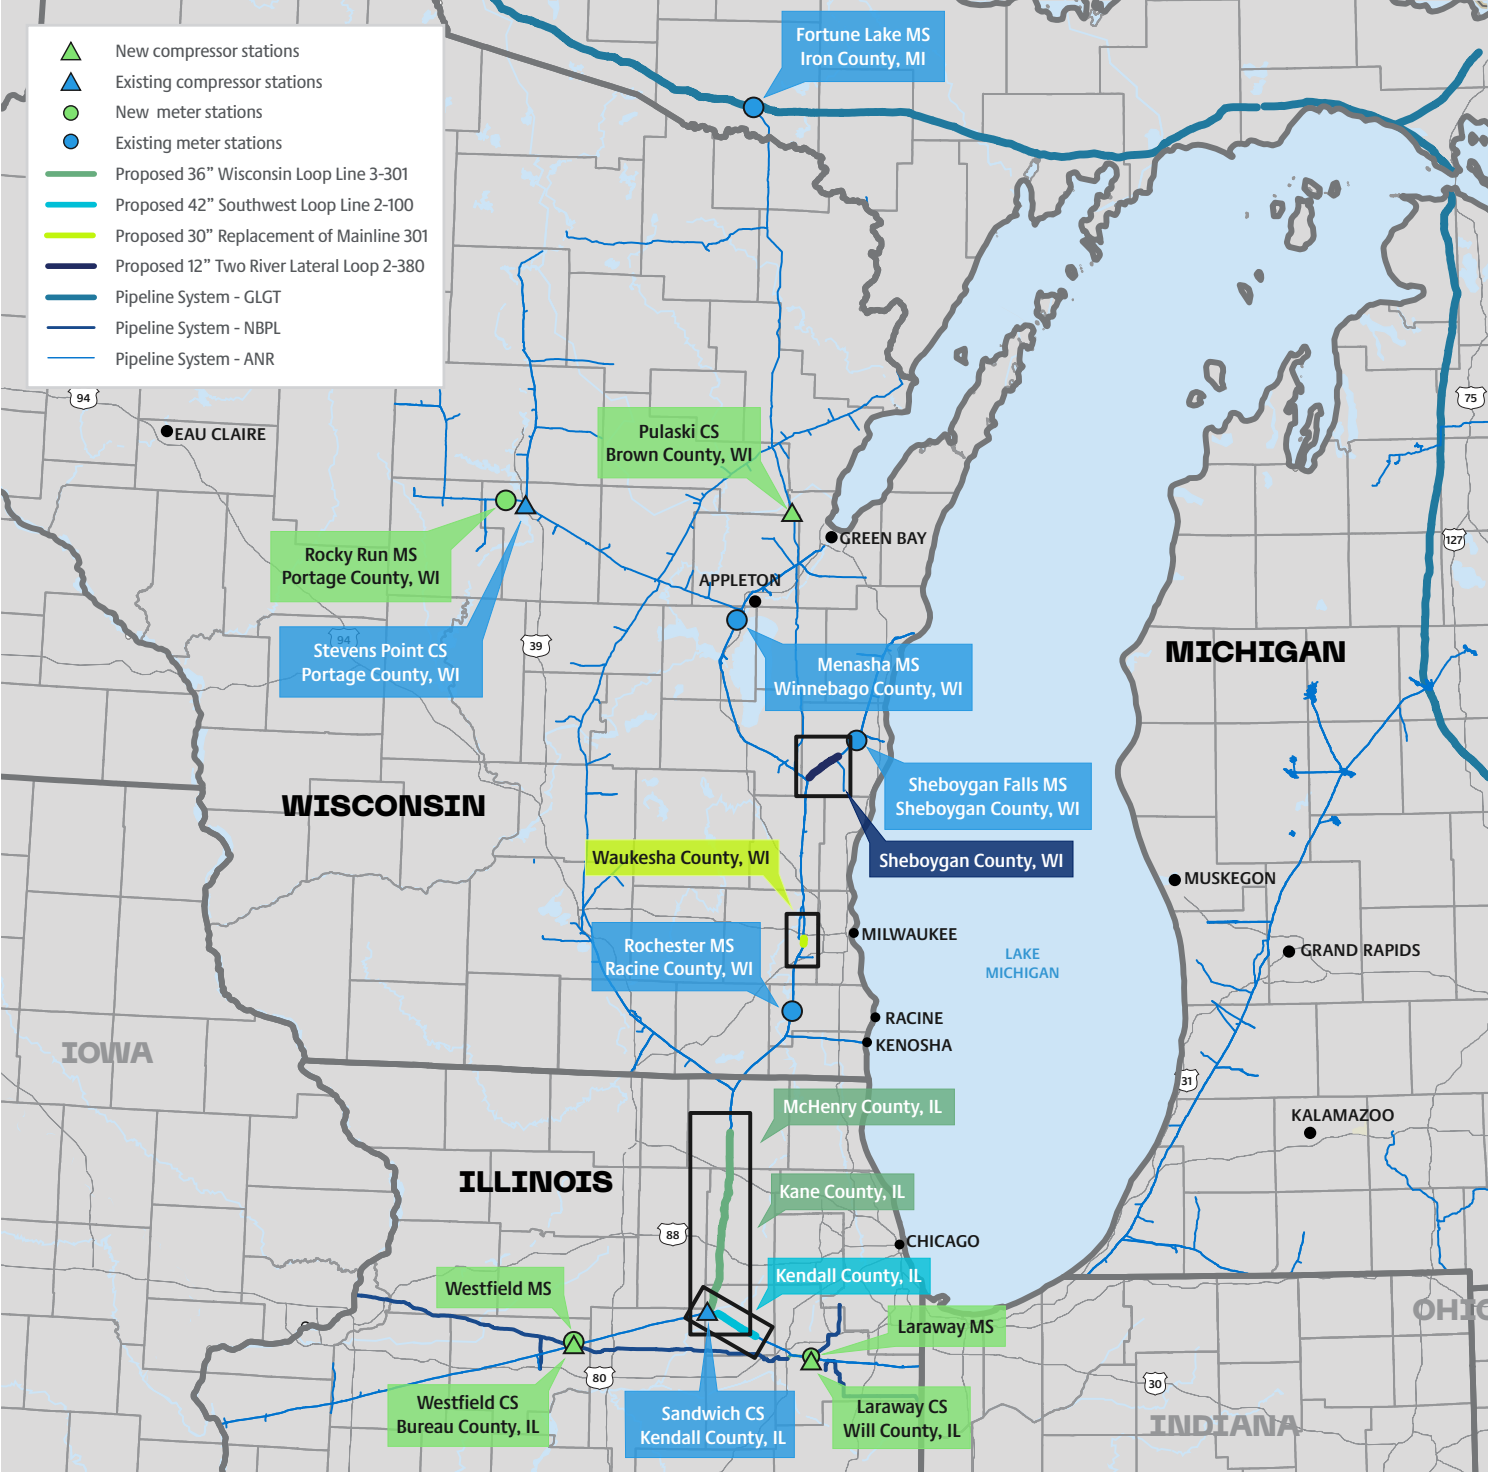 New compressor stations
Existing compressor stations
New meter stations
Existing meter stations
Proposed 36” Wisconsin Loop Line 3-301
Proposed 42” Southwest Loop Line 2-100
Proposed 30” Replacement of Mainline 301
Proposed 12” Two River Lateral Loop 2-380
Pipeline System - GLGT
Pipeline System - NBPL
Pipeline System - ANR
Fortune Lake MS
Iron County, MI
94
75
EAU CLAIRE
Pulaski CS
Brown County, WI
GREEN BAY
127
Rocky Run MS
Portage County, WI
APPLETON
94
39
Stevens Point CS
Portage County, WI
MICHIGAN
Menasha MS
Winnebago County, WI
Sheboygan Falls MS
Sheboygan County, WI
WISCONSIN
Waukesha County, WI
Sheboygan County, WI
MUSKEGON
MILWAUKEE
Rochester MS
Racine County, WI
LAKE
MICHIGAN
GRAND RAPIDS
RACINE
KENOSHA
IOWA
31
McHenry County, IL
KALAMAZOO
ILLINOIS
Kane County, IL
88
CHICAGO
Kendall County, IL
Westfield MS
OHIO
Laraway MS
80
30
Westfield CS
Bureau County, IL
Sandwich CS
Kendall County, IL
Laraway CS
Will County, IL
INDIANA